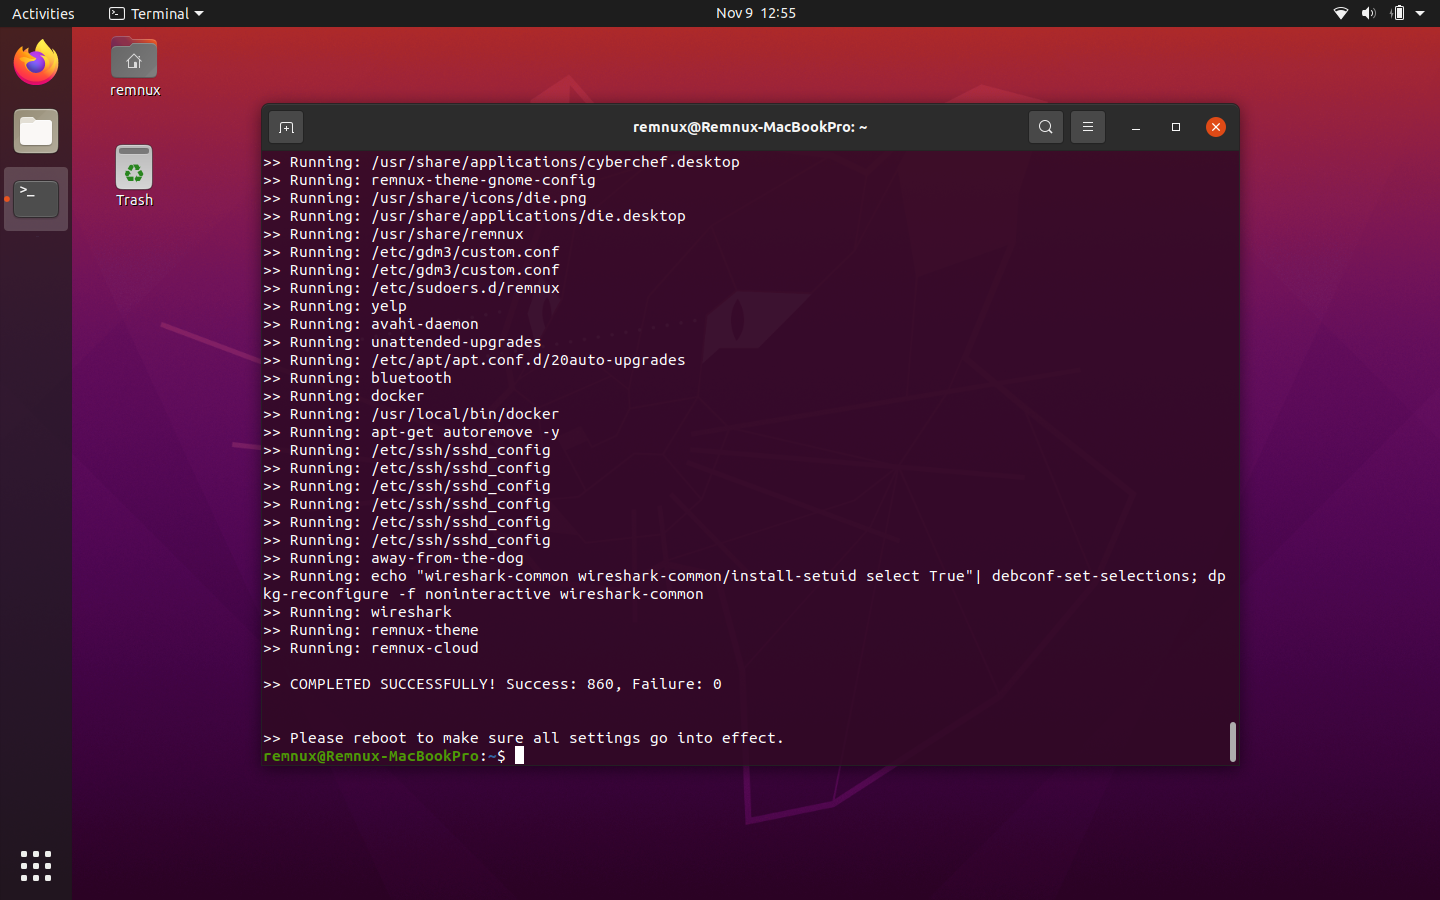 Activities
Terminal
Nov 9 12:55
remnux
Trash
remnux@Remnux-MacBookPro: ~
>> Running: /usr/share/applications/cyberchef.desktop
>> Running: remnux-theme-gnome-config
>> Running: /usr/share/icons/die.png
>> Running: /usr/share/applications/die.desktop
>> Running: /usr/share/remnux
>> Running: /etc/gdm3/custom.conf
>> Running: /etc/gdm3/custom.conf
>> Running: /etc/sudoers.d/remnux
>> Running: yelp
>> Running: avahi-daemon
>> Running: unattended-upgrades
>> Running: /etc/apt/apt.conf.d/20auto-upgrades
>> Running: bluetooth
>> Running: docker
>> Running: /usr/local/bin/docker
>> Running: apt-get autoremove -y
>> Running: /etc/ssh/sshd_config
>> Running: /etc/ssh/sshd_config
>> Running: /etc/ssh/sshd_config
>> Running: /etc/ssh/sshd_config
>> Running: /etc/ssh/sshd_config
>> Running: /etc/ssh/sshd_config
>> Running: away-from-the-dog
>> Running: echo "wireshark-common wireshark-common/install-setuid select True"| debconf-set-selections; dp
kg-reconfigure -f noninteractive wireshark-common
>> Running: wireshark
>> Running: remnux-theme
>> Running: remnux-cloud
>> COMPLETED SUCCESSFULLY! Success: 860, Failure: 0
>> Please reboot to make sure all settings go into effect.
remnux@Remnux-MacBookPro:~$